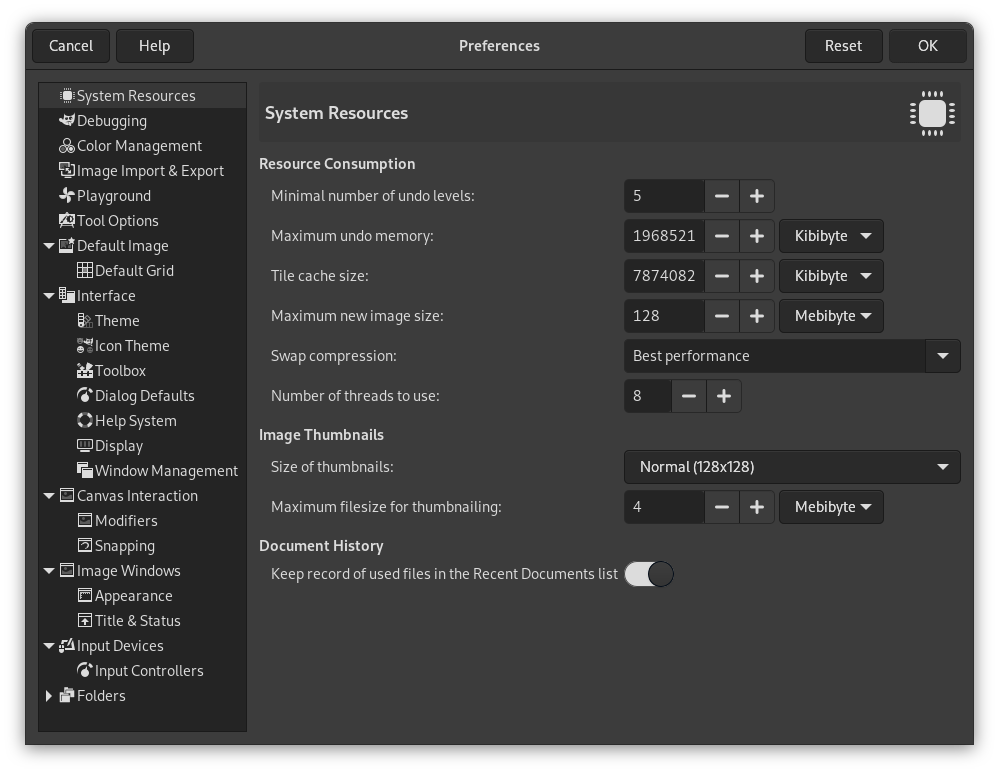 Cancel
Help
Preferences
Reset
OK
System Resources
Debugging
Color Management
Image Import & Export
Playground
Tool Options
Default Image
Default Grid
Interface
Theme
Icon Theme
Toolbox
Dialog Defaults
Help System
Display
Window Management
Canvas Interaction
Modifiers
Snapping
Image Windows
Appearance
Title & Status
Input Devices
Input Controllers
Folders
System Resources
Resource Consumption
Minimal number of undo levels: 5
Maximum undo memory: 1968521 Kibibyte
Tile cache size: 7874082 Kibibyte
Maximum new image size: 128 Mebibyte
Swap compression: Best performance
Number of threads to use: 8
Image Thumbnails
Size of thumbnails: Normal (128x128)
Maximum filesize for thumbnailing: 4 Mebibyte
Document History
Keep record of used files in the Recent Documents list